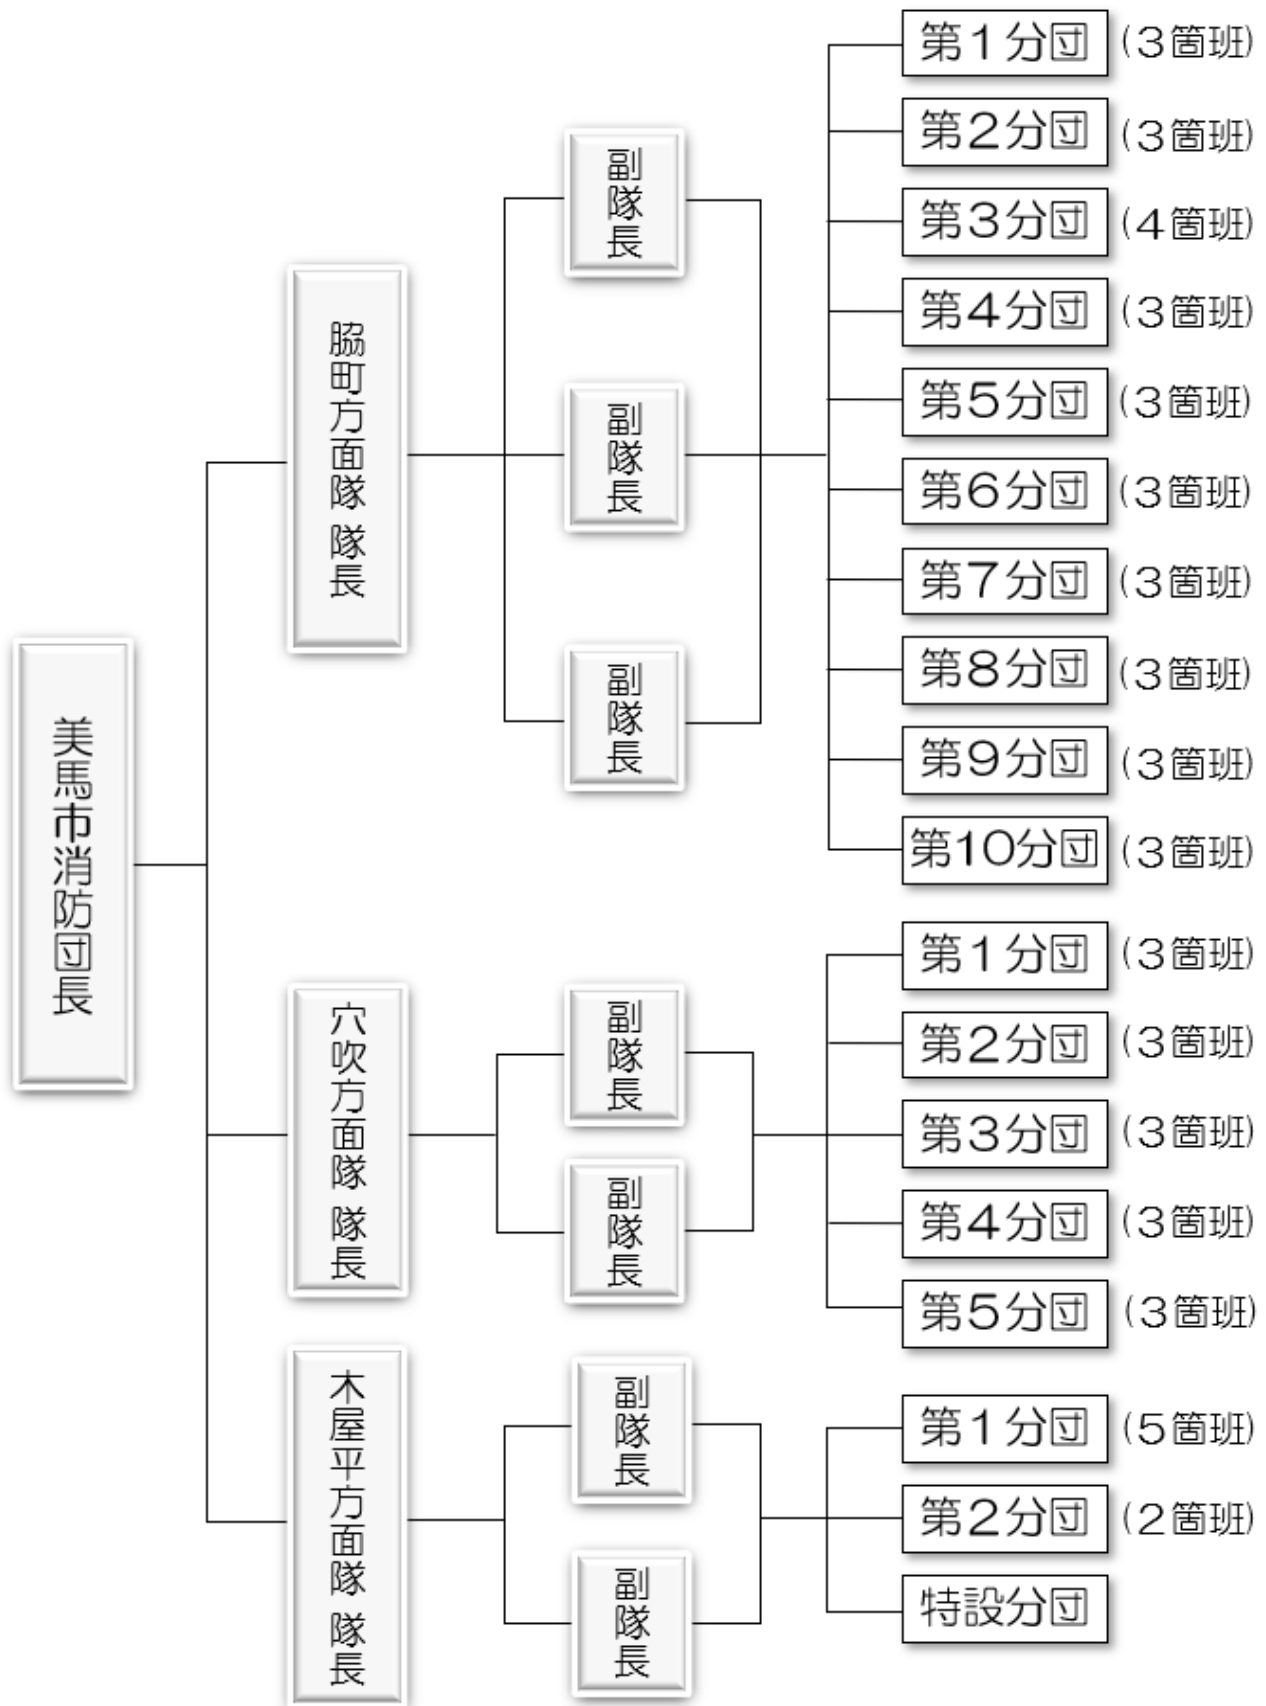 美馬市消防団長
脇町方面隊 隊長
副隊長
副隊長
副隊長
第1分団 (3箇班)
第2分団 (3箇班)
第3分団 (4箇班)
第4分団 (3箇班)
第5分団 (3箇班)
第6分団 (3箇班)
第7分団 (3箇班)
第8分団 (3箇班)
第9分団 (3箇班)
第10分団 (3箇班)
穴吹方面隊 隊長
副隊長
副隊長
第1分団 (3箇班)
第2分団 (3箇班)
第3分団 (3箇班)
第4分団 (3箇班)
第5分団 (3箇班)
木屋平方面隊 隊長
副隊長
副隊長
第1分団 (5箇班)
第2分団 (2箇班)
特設分団